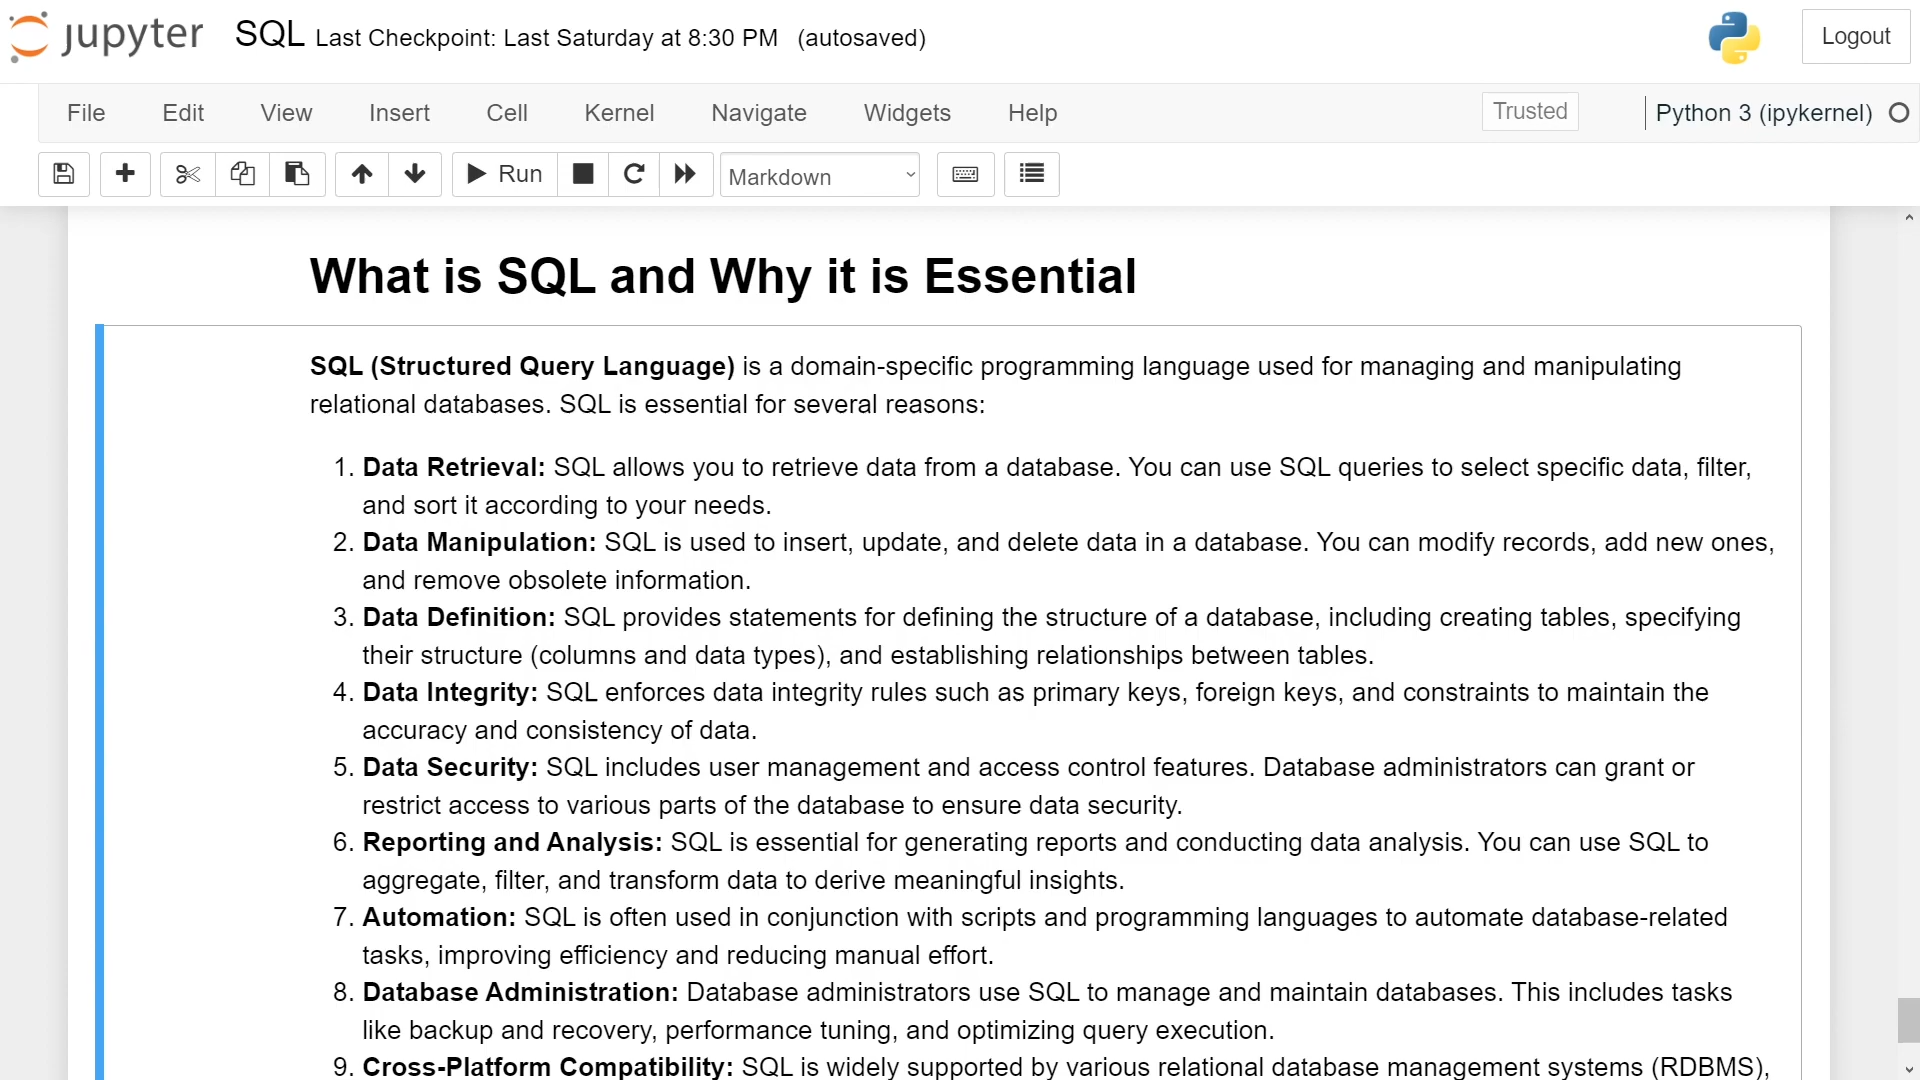 jupyter SQL Last Checkpoint: Last Saturday at 8:30 PM (autosaved) Logout
File Edit View Insert Cell Kernel Navigate Widgets Help Trusted Python 3 (ipykernel)
Run Markdown
What is SQL and Why it is Essential
SQL (Structured Query Language) is a domain-specific programming language used for managing and manipulating
relational databases. SQL is essential for several reasons:
1. Data Retrieval: SQL allows you to retrieve data from a database. You can use SQL queries to select specific data, filter,
and sort it according to your needs.
2. Data Manipulation: SQL is used to insert, update, and delete data in a database. You can modify records, add new ones,
and remove obsolete information.
3. Data Definition: SQL provides statements for defining the structure of a database, including creating tables, specifying
their structure (columns and data types), and establishing relationships between tables.
4. Data Integrity: SQL enforces data integrity rules such as primary keys, foreign keys, and constraints to maintain the
accuracy and consistency of data.
5. Data Security: SQL includes user management and access control features. Database administrators can grant or
restrict access to various parts of the database to ensure data security.
6. Reporting and Analysis: SQL is essential for generating reports and conducting data analysis. You can use SQL to
aggregate, filter, and transform data to derive meaningful insights.
7. Automation: SQL is often used in conjunction with scripts and programming languages to automate database-related
tasks, improving efficiency and reducing manual effort.
8. Database Administration: Database administrators use SQL to manage and maintain databases. This includes tasks
like backup and recovery, performance tuning, and optimizing query execution.
9. Cross-Platform Compatibility: SQL is widely supported by various relational database management systems (RDBMS),